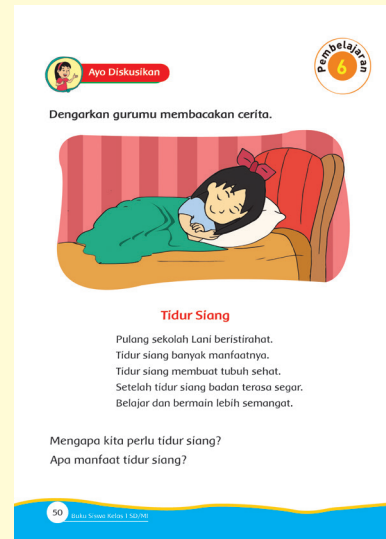 Pembelajaran
6
Ayo Diskusikan
Dengarkan gurumu membacakan cerita.
Tidur Siang
Pulang sekolah Lani beristirahat.
Tidur siang banyak manfaatnya.
Tidur siang membuat tubuh sehat.
Setelah tidur siang badan terasa segar.
Belajar dan bermain lebih semangat.
Mengapa kita perlu tidur siang?
Apa manfaat tidur siang?
50 Buku Siswa Kelas I SD/MI